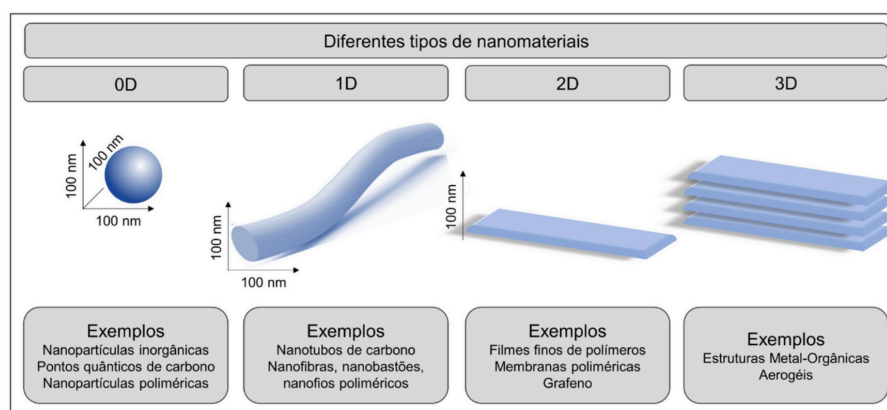 Diferentes tipos de nanomateriais
0D
1D
2D
3D
100 nm
100 nm
100 nm
100 nm
100 nm
100 nm
Exemplos
Nanopartículas inorgânicas
Pontos quânticos de carbono
Nanopartículas poliméricas
Exemplos
Nanotubos de carbono
Nanofibras, nanobastões,
nanofios poliméricos
Exemplos
Filmes finos de polímeros
Membranas poliméricas
Grafeno
Exemplos
Estruturas Metal-Orgânicas
Aerogéis